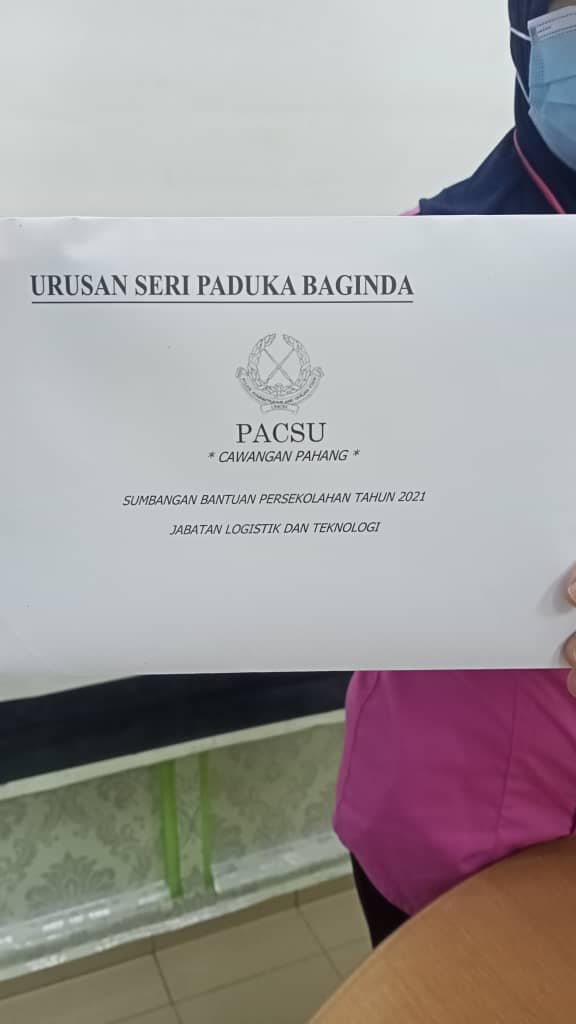 URUSAN SERI PADUKA BAGINDA
PACSU
* CAWANGAN PAHANG *
SUMBANGAN BANTUAN PERSEKOLAHAN TAHUN 2021
JABATAN LOGISTIK DAN TEKNOLOGI